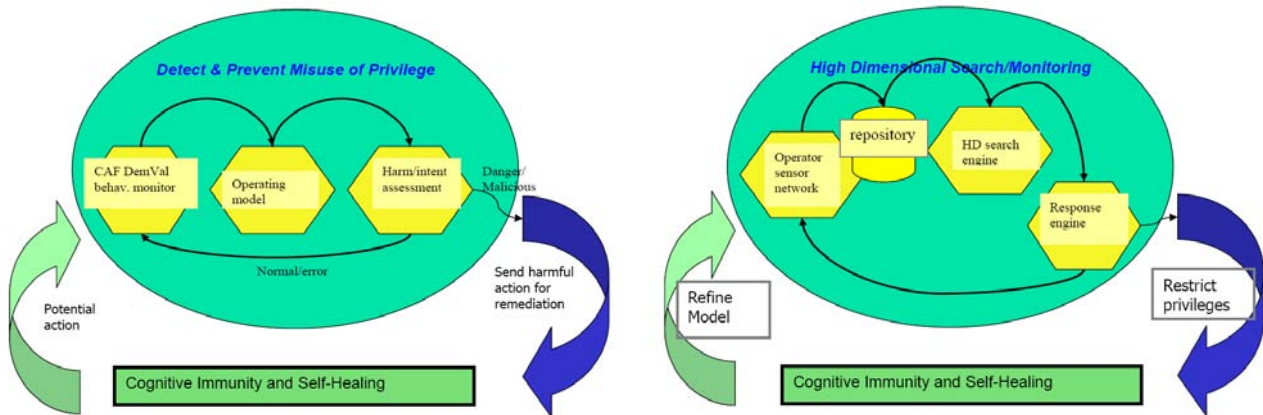 Detect & Prevent Misuse of Privilege
CAF DemVal
behav. monitor
Operating
model
Harm/intent
assessment
Danger/
Malicious
Normal/error
Potential
action
Send harmful
action for
remediation
Cognitive Immunity and Self-Healing
High Dimensional Search/Monitoring
Operator
sensor
network
repository
HD search
engine
Response
engine
Refine
Model
Restrict
privileges
Cognitive Immunity and Self-Healing